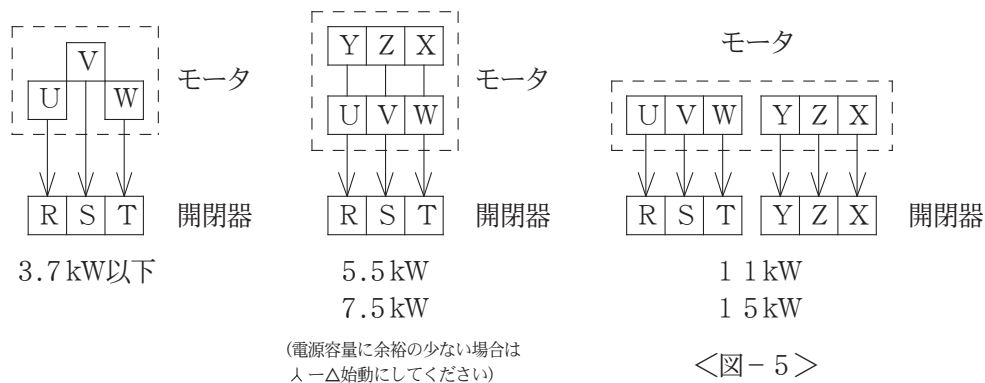 V
U W
モータ
R S T
開閉器
3.7kW以下
Y Z X
U V W
モータ
R S T
開閉器
5.5kW
7.5kW
(電源容量に余裕の少ない場合は
人ー△始動にしてください)
モータ
U V W Y Z X
R S T Y Z X
開閉器
11kW
15kW
<図−5>